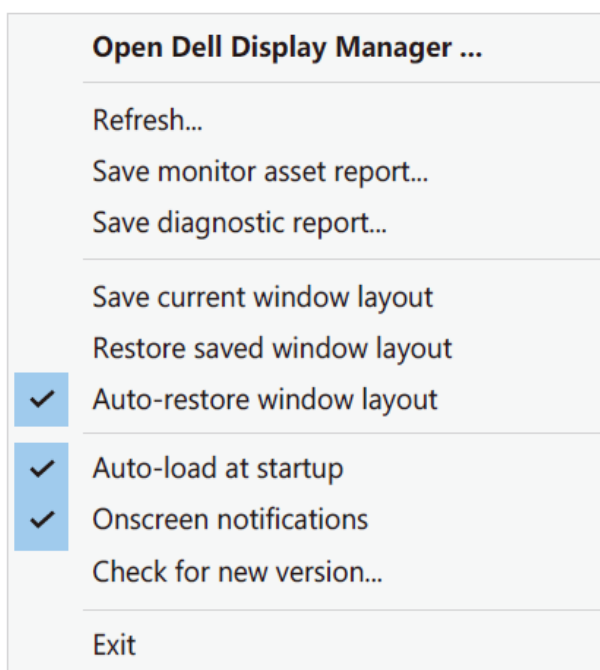 Open Dell Display Manager ...
Refresh...
Save monitor asset report...
Save diagnostic report...
Save current window layout
Restore saved window layout
Auto-restore window layout
Auto-load at startup
Onscreen notifications
Check for new version...
Exit